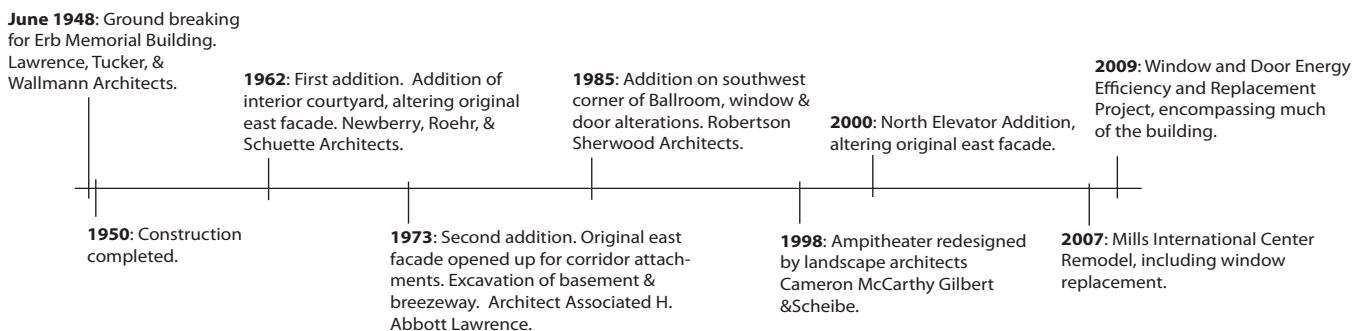 June 1948: Ground breaking
for Erb Memorial Building.
Lawrence, Tucker, &
Wallmann Architects.
1950: Construction
completed.
1962: First addition. Addition of
interior courtyard, altering original
east facade. Newberry, Roehr, &
Schuette Architects.
1973: Second addition. Original east
facade opened up for corridor attach-
ments. Excavation of basement &
breezeway. Architect Associated H.
Abbott Lawrence.
1985: Addition on southwest
corner of Ballroom, window &
door alterations. Robertson
Sherwood Architects.
1998: Ampitheater redesigned
by landscape architects
Cameron McCarthy Gilbert
&Scheibe.
2000: North Elevator Addition,
altering original east facade.
2007: Mills International Center
Remodel, including window
replacement.
2009: Window and Door Energy
Efficiency and Replacement
Project, encompassing much
of the building.